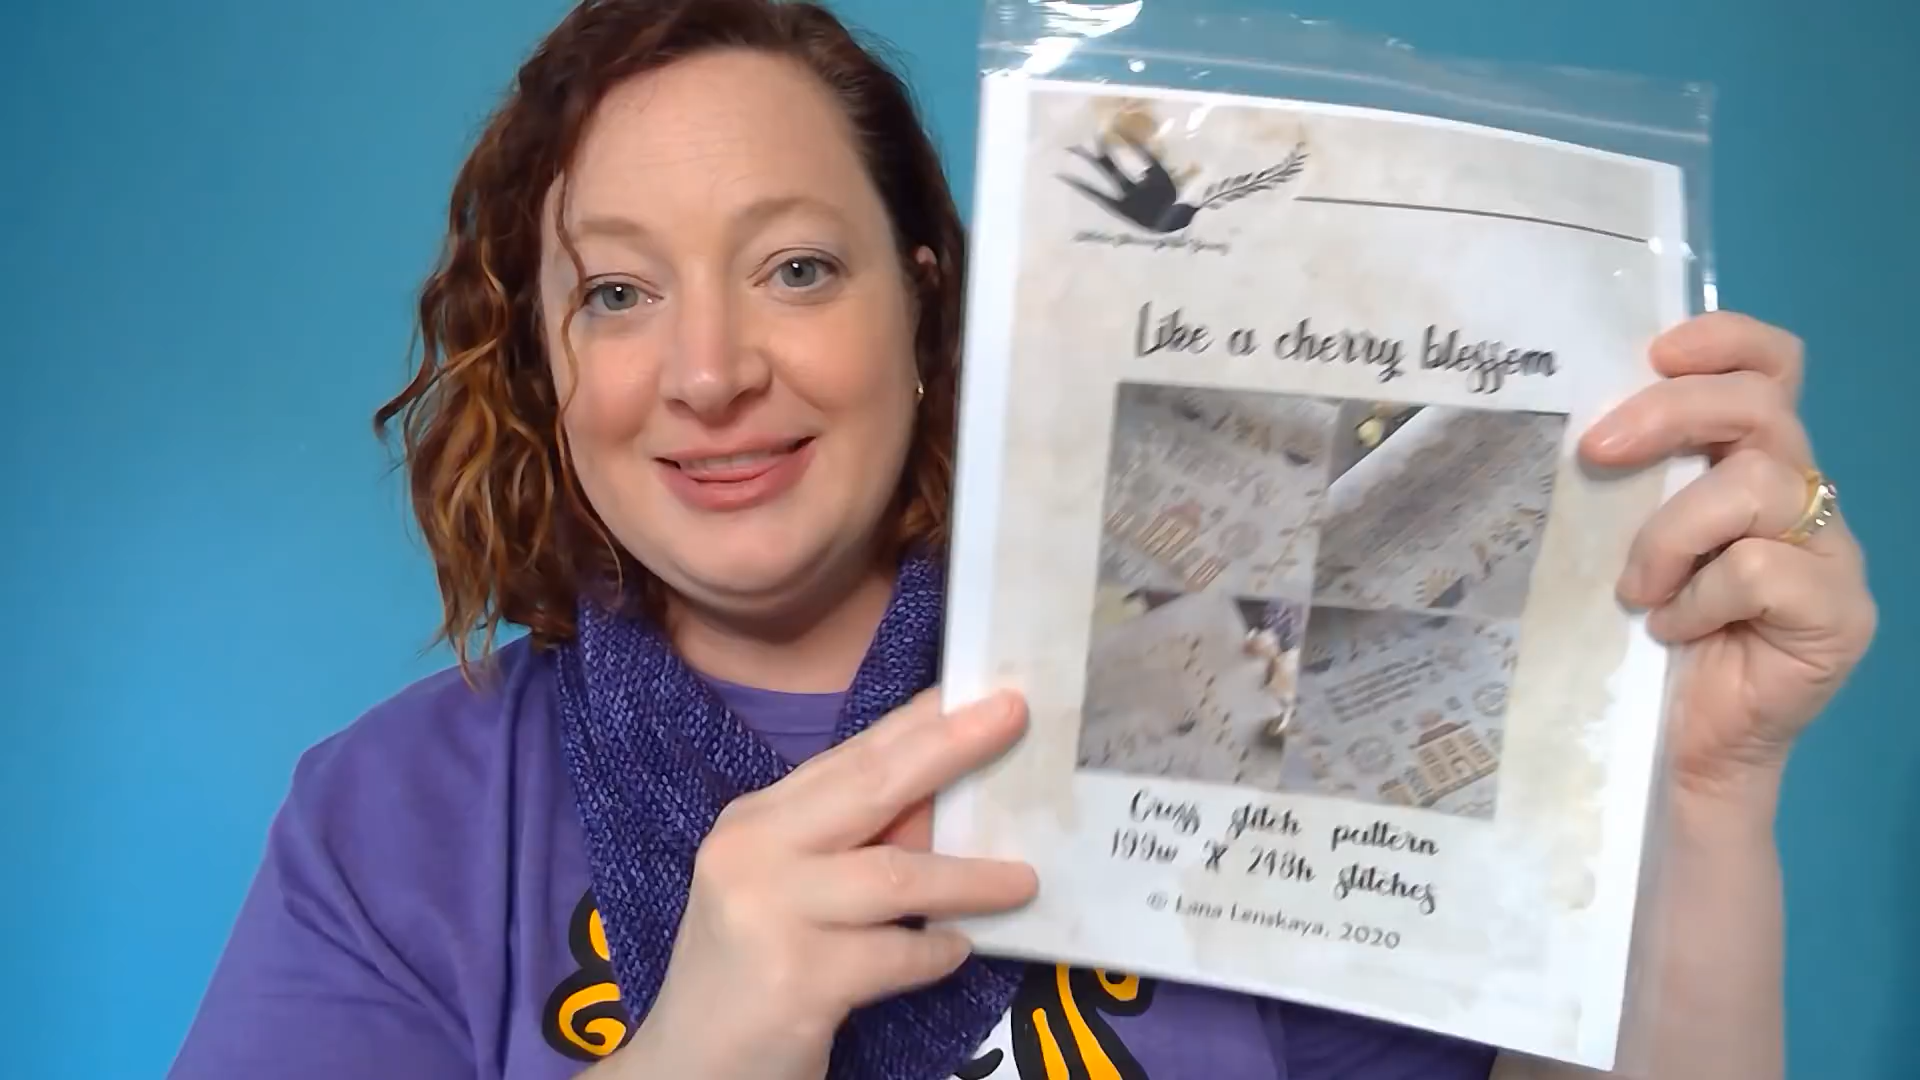 Like a cherry blossom
Cross stitch pattern
199w X 248h stitches
© Lana Lenskaya, 2020